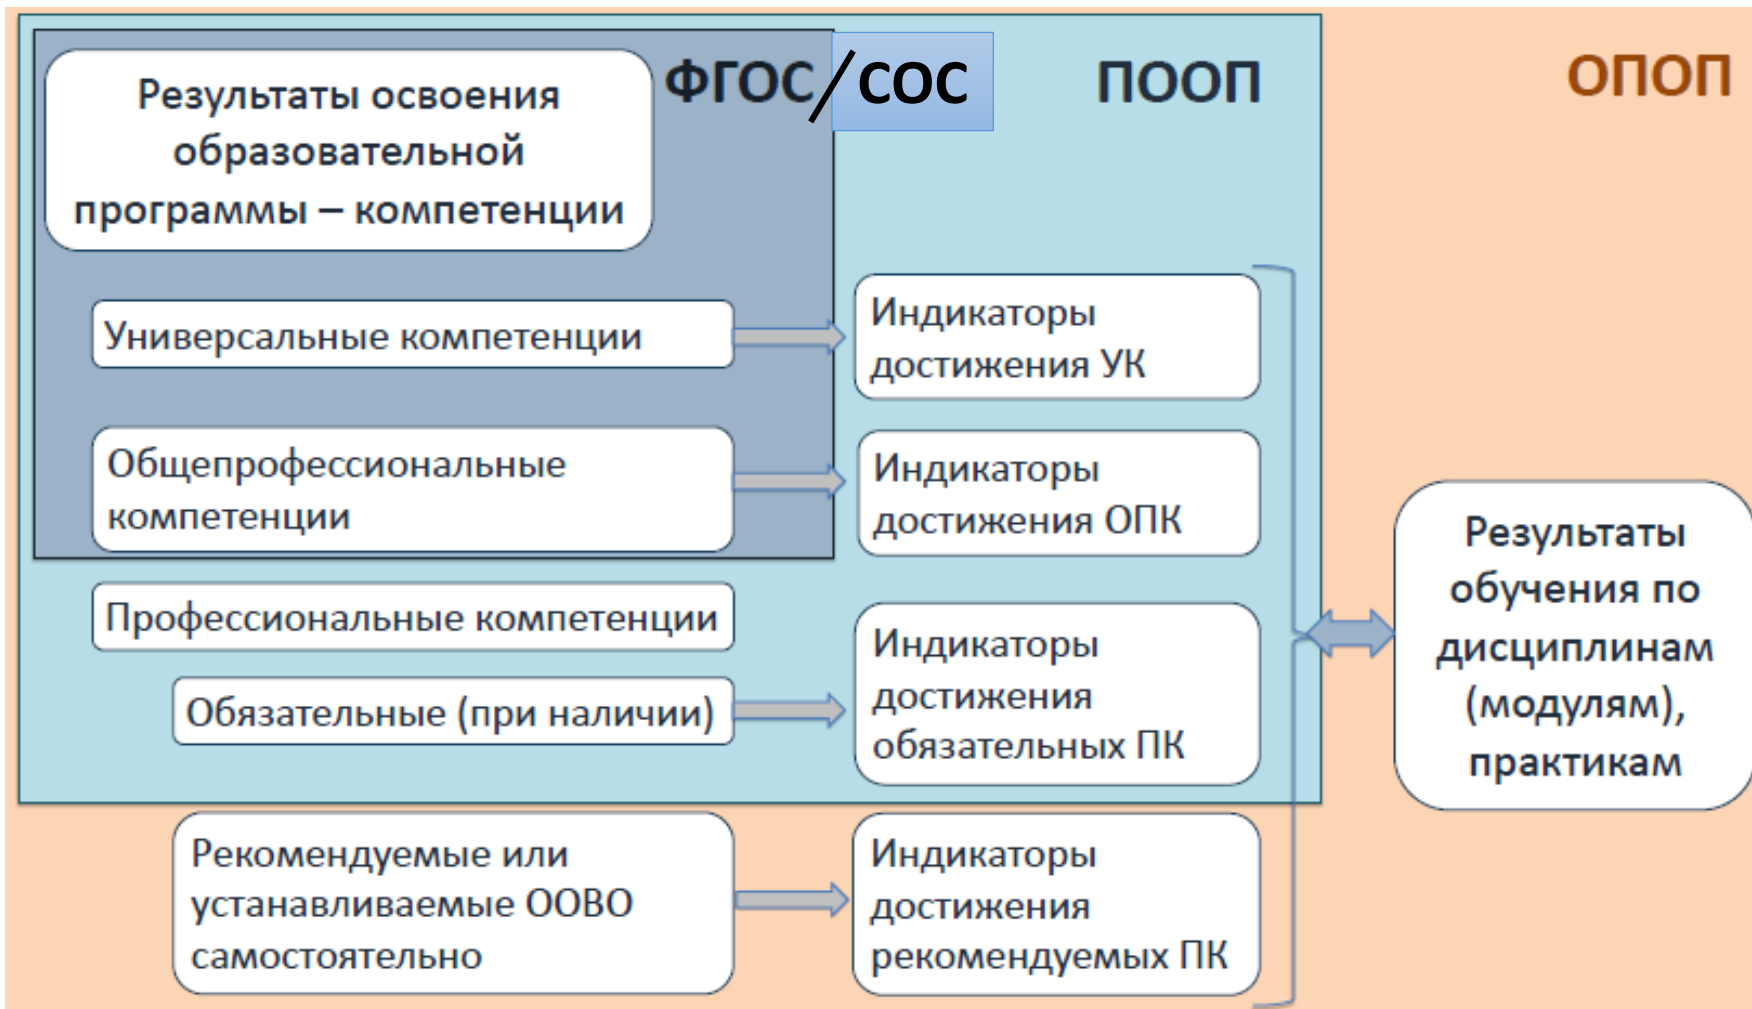 Результаты освоения
образовательной
программы – компетенции
ФГОС/СОС
ПООП
ОПОП
Универсальные компетенции
Индикаторы
достижения УК
Общепрофессиональные
компетенции
Индикаторы
достижения ОПК
Профессиональные компетенции
Обязательные (при наличии)
Индикаторы
достижения
обязательных ПК
Рекомендуемые или
устанавливаемые ООВО
самостоятельно
Индикаторы
достижения
рекомендуемых ПК
Результаты
обучения по
дисциплинам
(модулям),
практикам